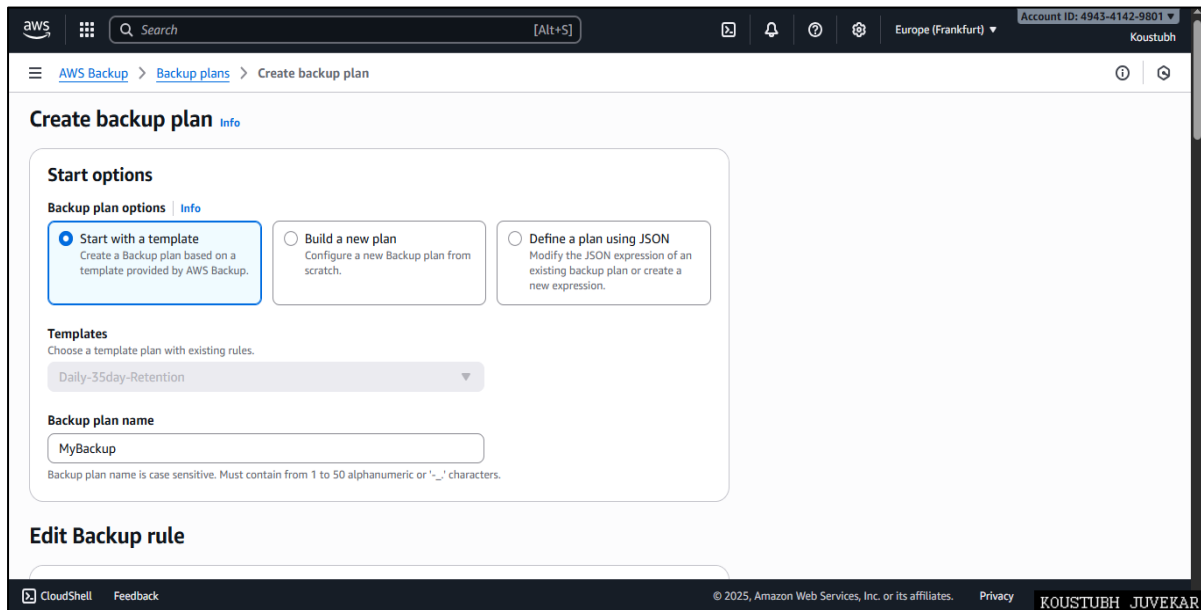 aws
Search
[Alt+S]
Europe (Frankfurt)
Account ID: 4943-4142-9801
Koustubh
AWS Backup > Backup plans > Create backup plan
Create backup plan Info
Start options
Backup plan options | Info
Start with a template
Create a Backup plan based on a
template provided by AWS Backup.
Build a new plan
Configure a new Backup plan from
scratch.
Define a plan using JSON
Modify the JSON expression of an
existing backup plan or create a
new expression.
Templates
Choose a template plan with existing rules.
Daily-35day-Retention
Backup plan name
MyBackup
Backup plan name is case sensitive. Must contain from 1 to 50 alphanumeric or '-_.' characters.
Edit Backup rule
CloudShell Feedback
© 2025, Amazon Web Services, Inc. or its affiliates. Privacy
KOUSTUBH JUVEKAR